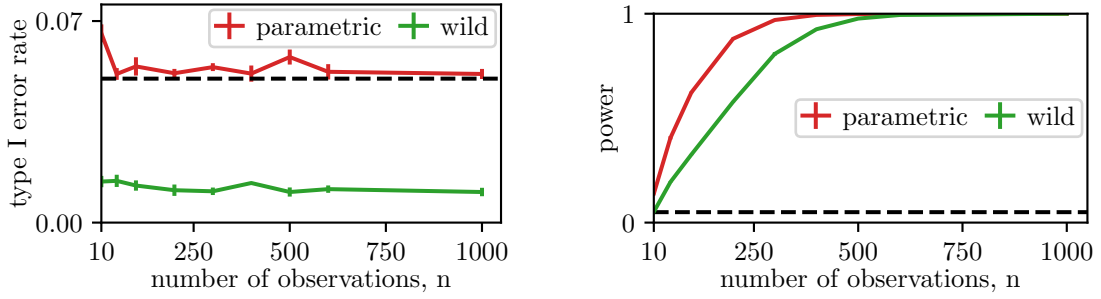 0.07
type I error rate
parametric wild
0.00
10 250 500 750 1000
number of observations, n
1
power
parametric wild
0
10 250 500 750 1000
number of observations, n